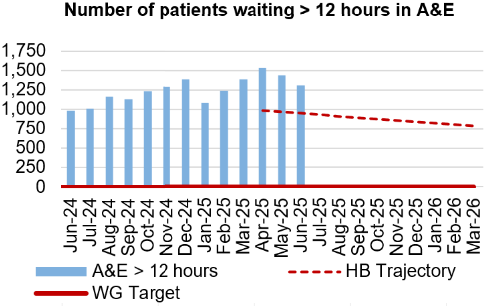 Number of patients waiting > 12 hours in A&E
1,750
1,500
1,250
1,000
750
500
250
0
Jun-24
Jul-24
Aug-24
Sep-24
Oct-24
Nov-24
Dec-24
Jan-25
Feb-25
Mar-25
Apr-25
May-25
Jun-25
Jul-25
Aug-25
Sep-25
Oct-25
Nov-25
Dec-25
Jan-26
Feb-26
Mar-26
A&E > 12 hours
HB Trajectory
WG Target